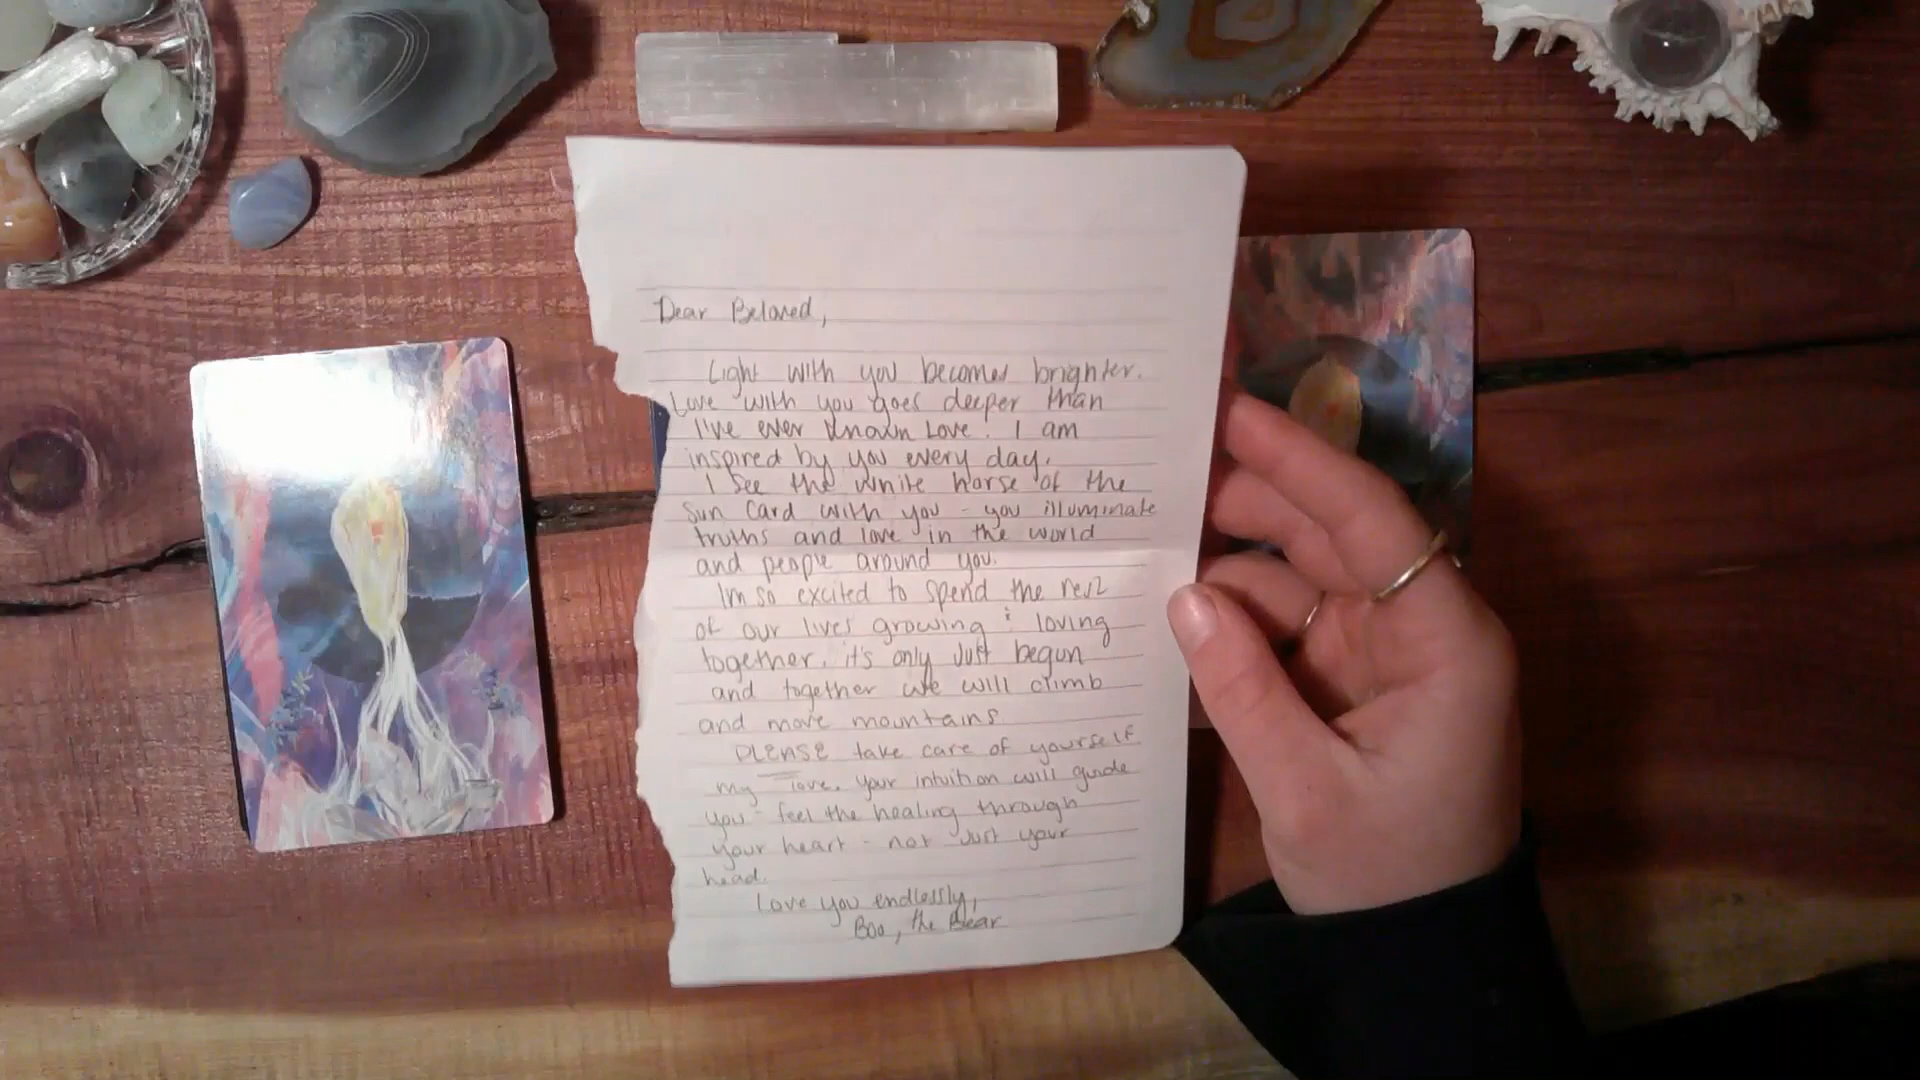 Dear Beloved,
Light with you becomes brighter.
Love with you goes deeper than
I've ever known Love. I am
inspired by you every day.
I see the white horse of the
Sun Card with you - you illuminate
truths and love in the world
and people around you.
Im so excited to spend the rest
of our lives growing & loving
together. it's only just begun
and together we will climb
and move mountains.
PLEASE take care of yourself
my love. Your intuition will guide
you - feel the healing through
your heart - not just your
head.
Love you endlessly,
Boo, the Bear